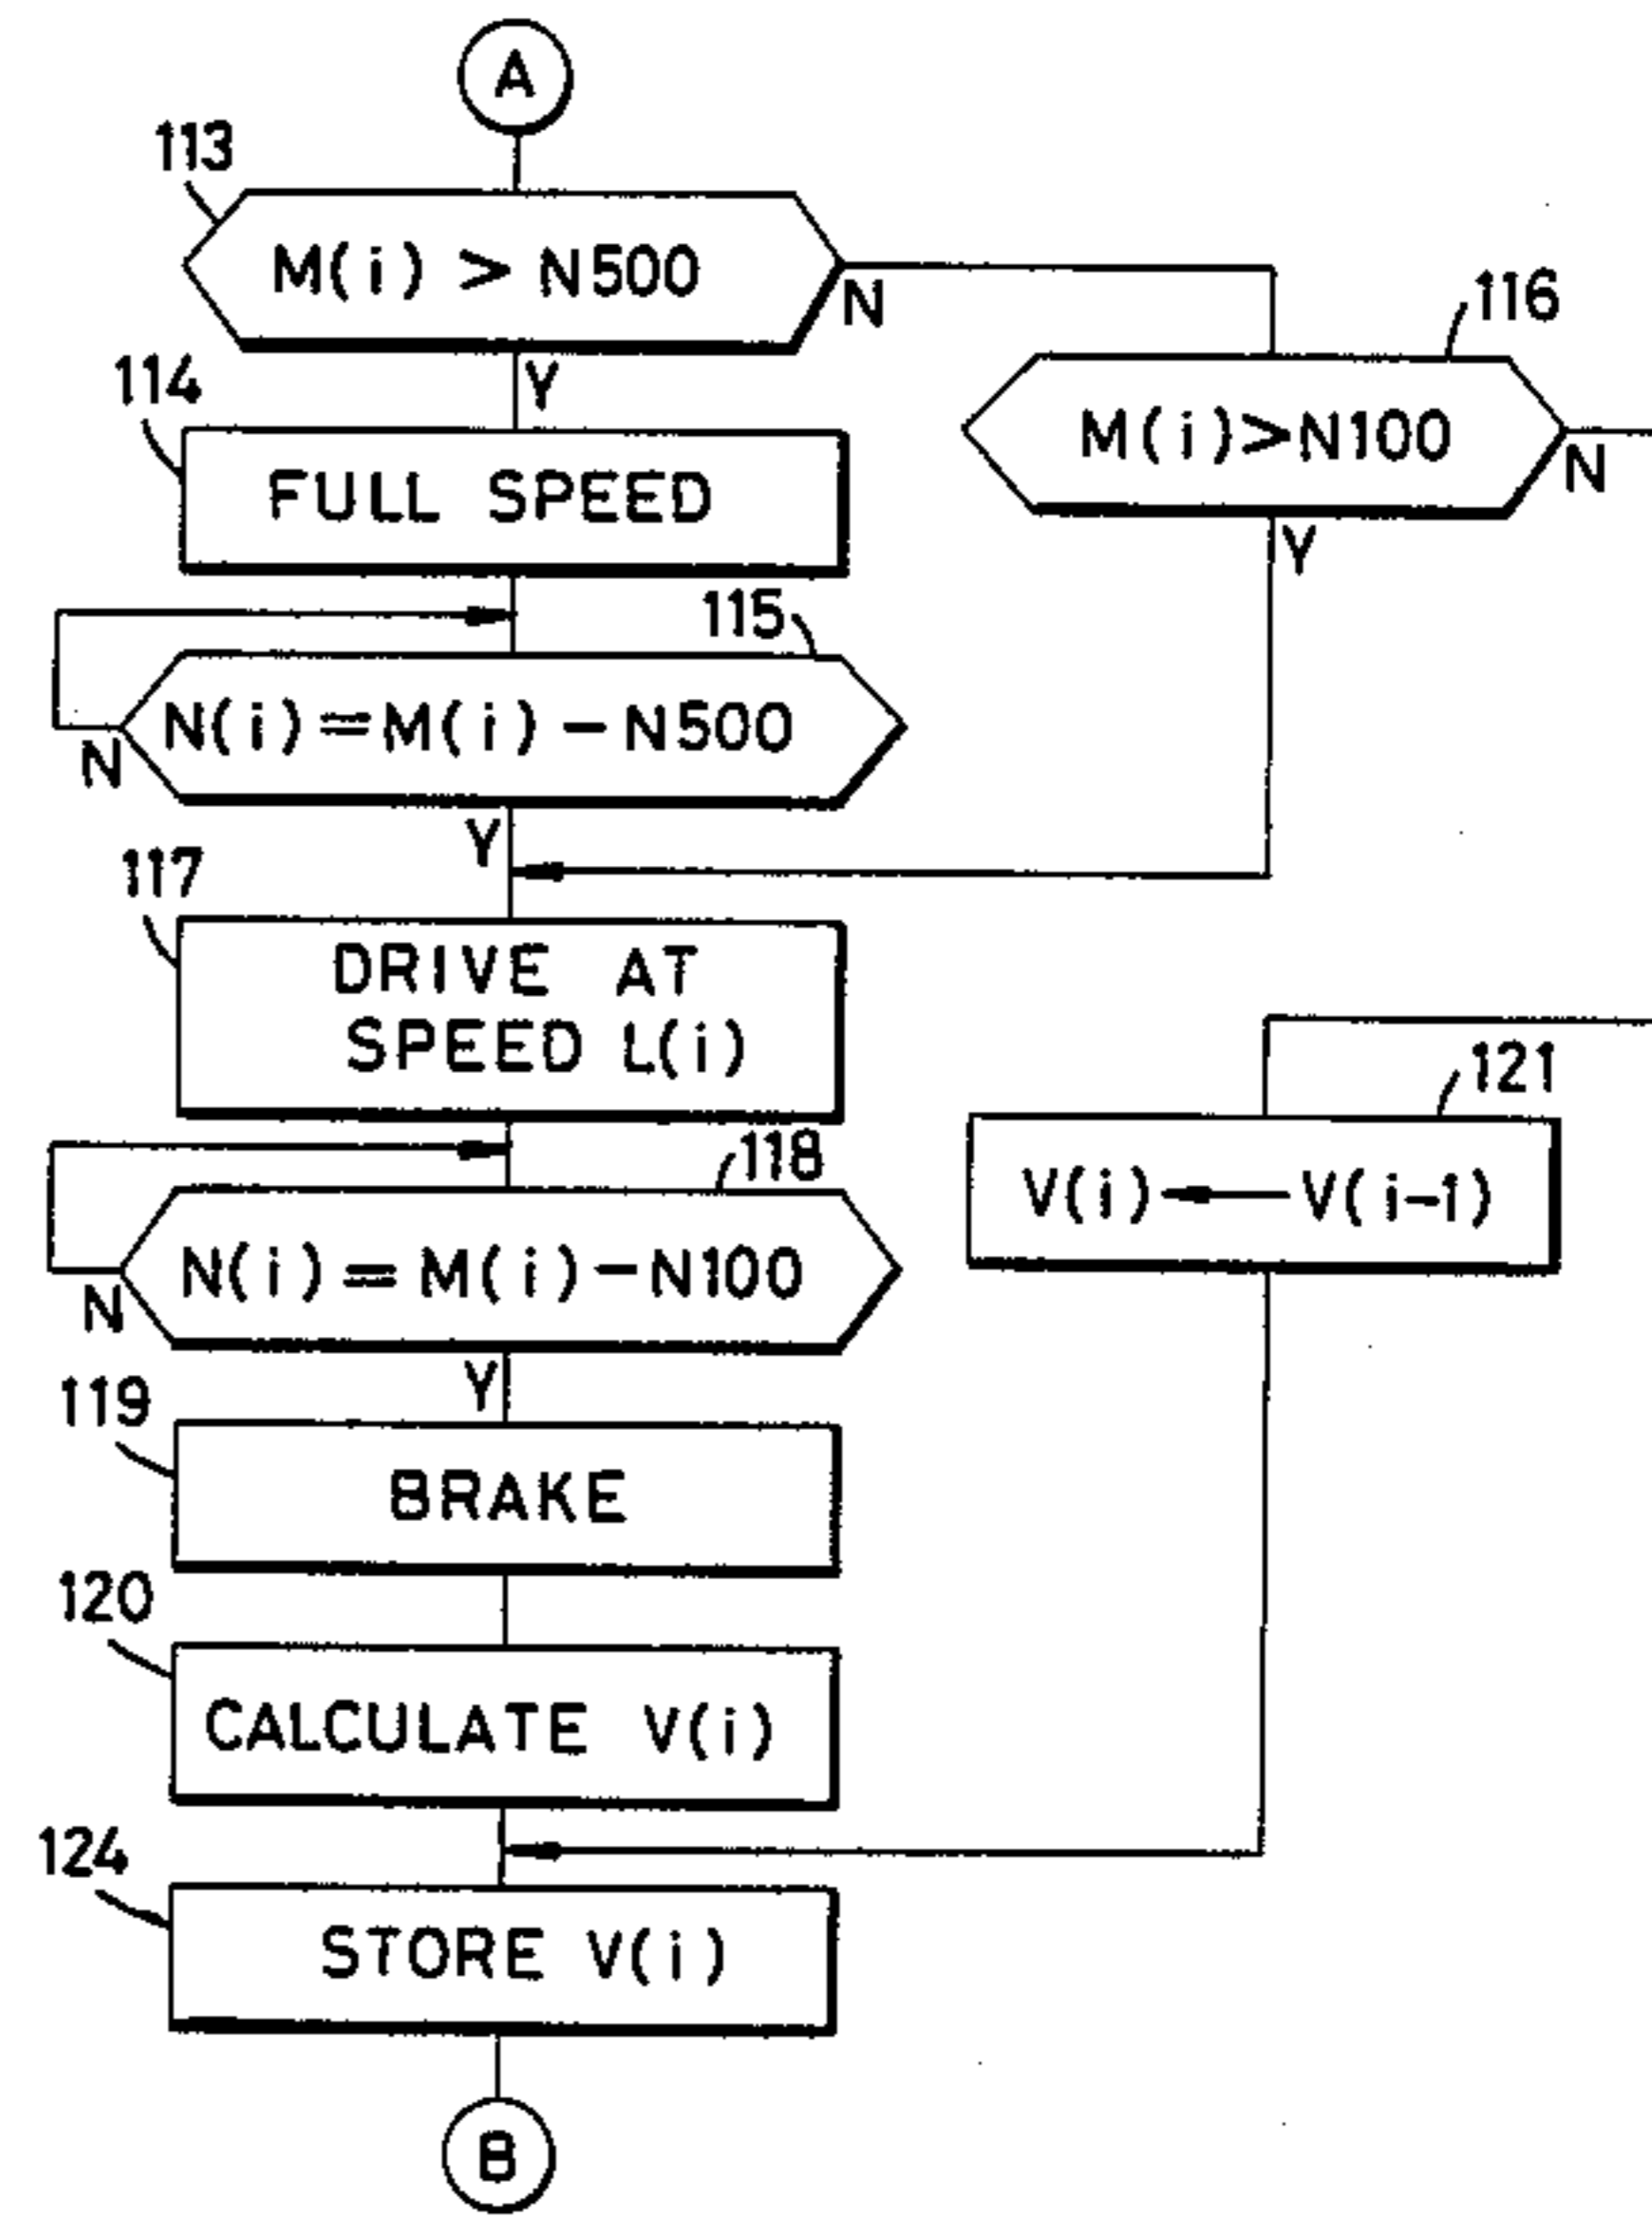 A
113
M(i) > N500
N
116
Y
114
M(i)>N100
N
FULL SPEED
Y
115
N(i)=M(i)-N500
N
Y
117
DRIVE AT
SPEED L(i)
121
118
V(i)←V(i-1)
N(i)=M(i)-N100
N
Y
119
BRAKE
120
CALCULATE V(i)
124
STORE V(i)
B